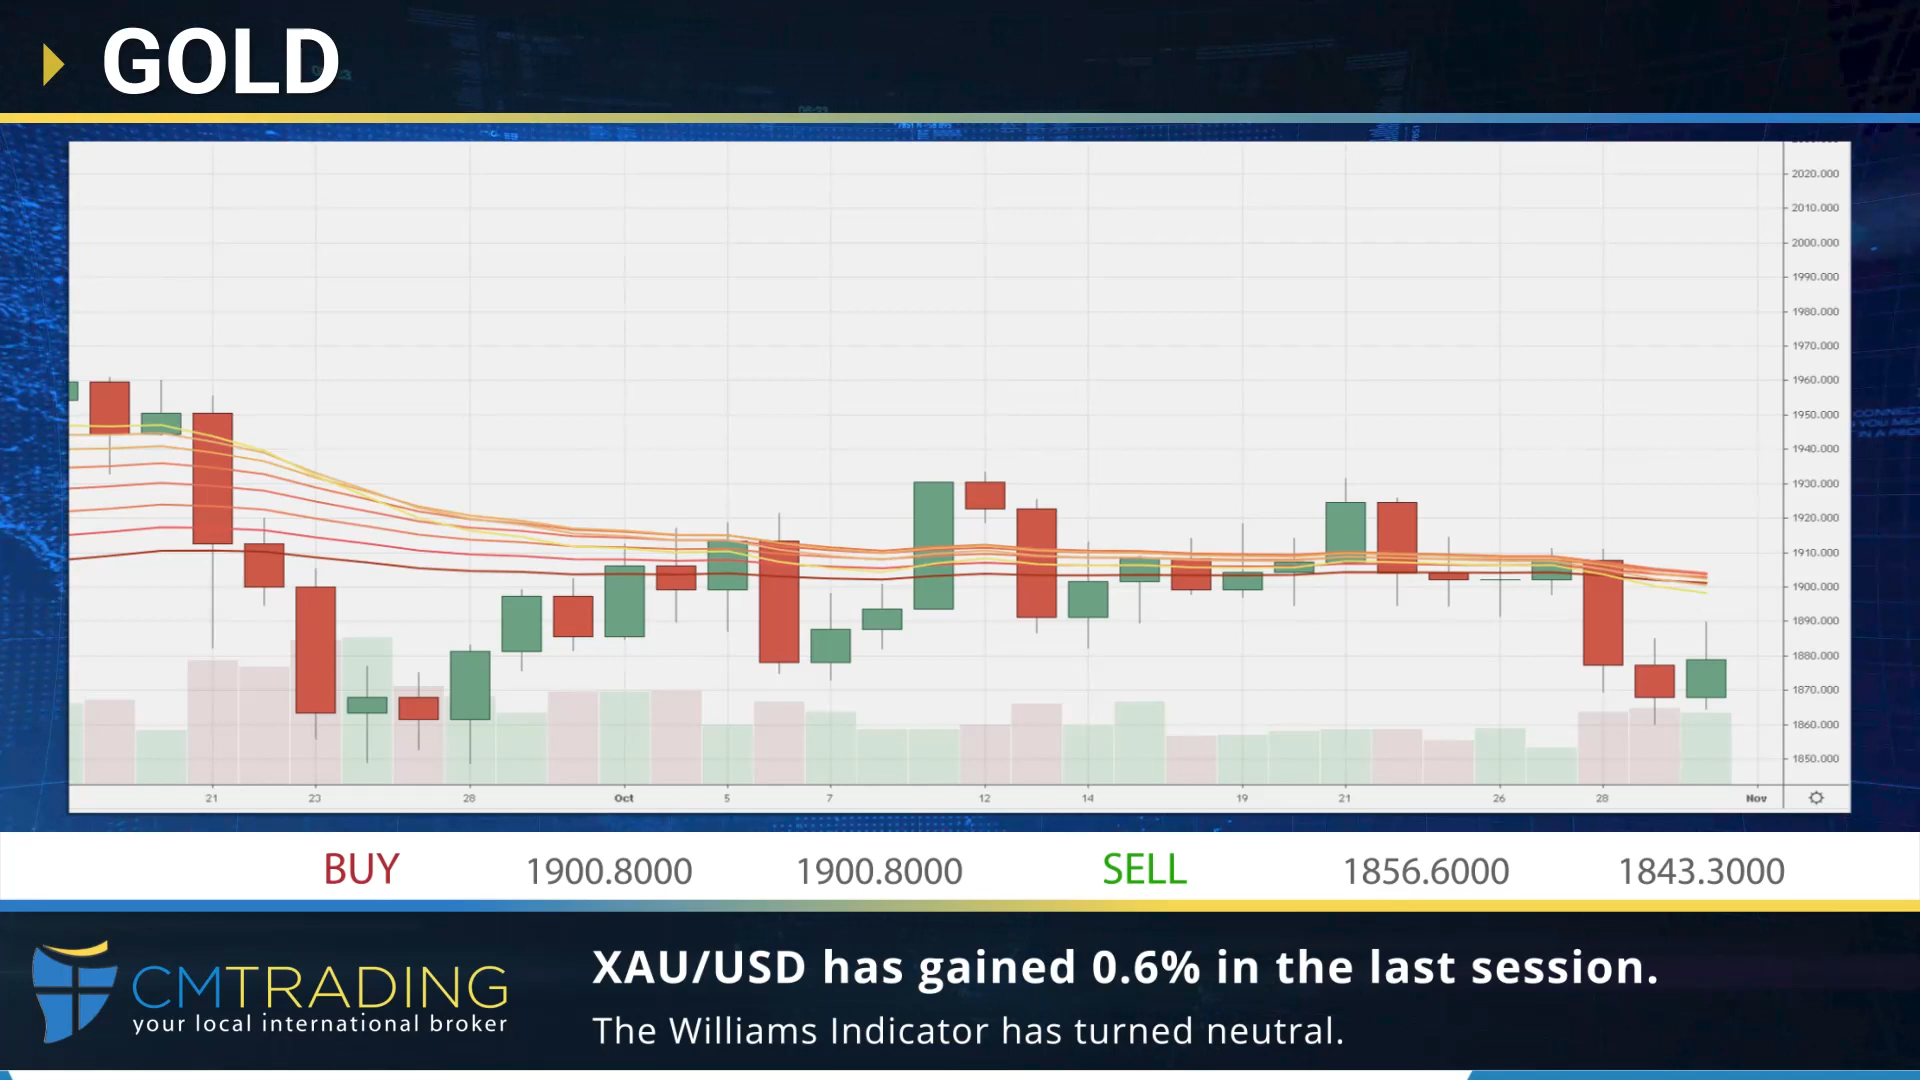 GOLD
2020.000
2010.000
2000.000
1990.000
1980.000
1970.000
1960.000
1950.000
1940.000
1930.000
1920.000
1910.000
1900.000
1890.000
1880.000
1870.000
1860.000
1850.000
21 23 28 Oct 5 7 12 14 19 21 26 28 Nov
BUY 1900.8000 1900.8000 SELL 1856.6000 1843.3000
CMTRADING
your local international broker
XAU/USD has gained 0.6% in the last session.
The Williams Indicator has turned neutral.